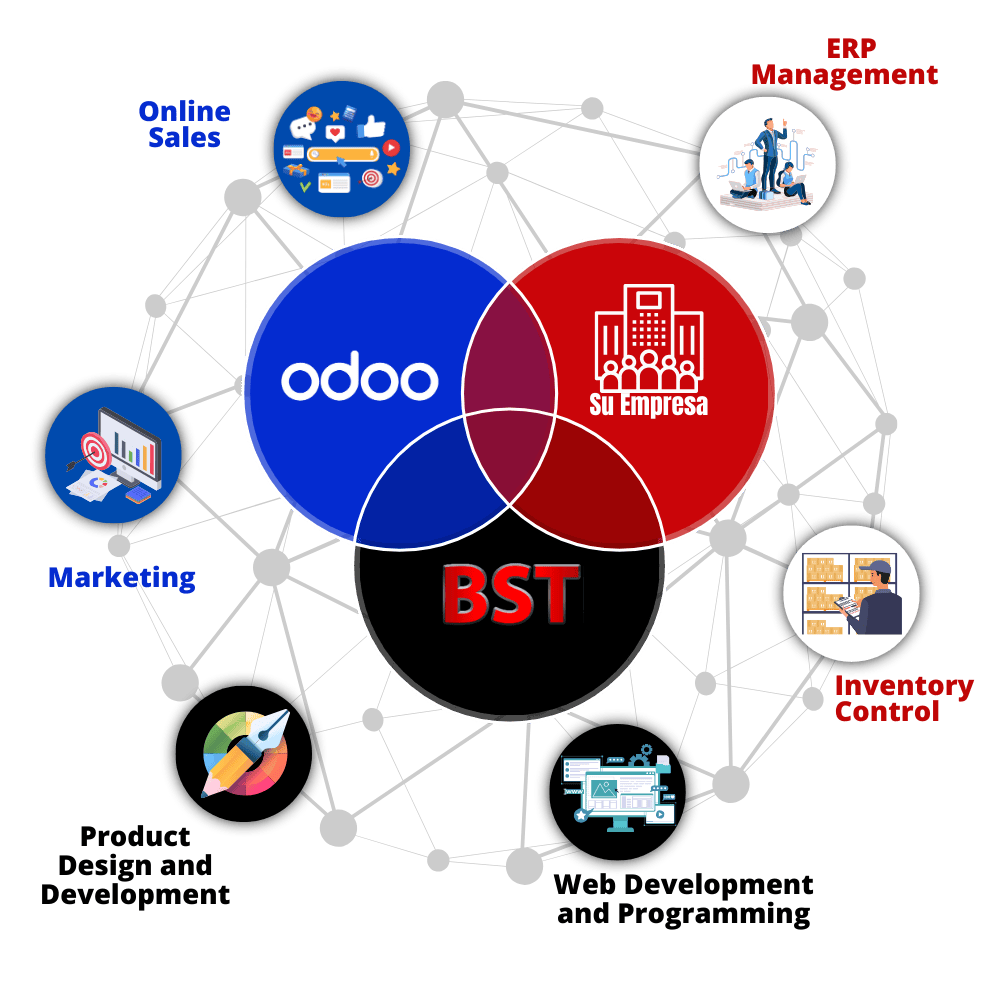 ERP
Management
Online
Sales
odoo
Su Empresa
Marketing
BST
Inventory
Control
Product
Design and
Development
Web Development
and Programming